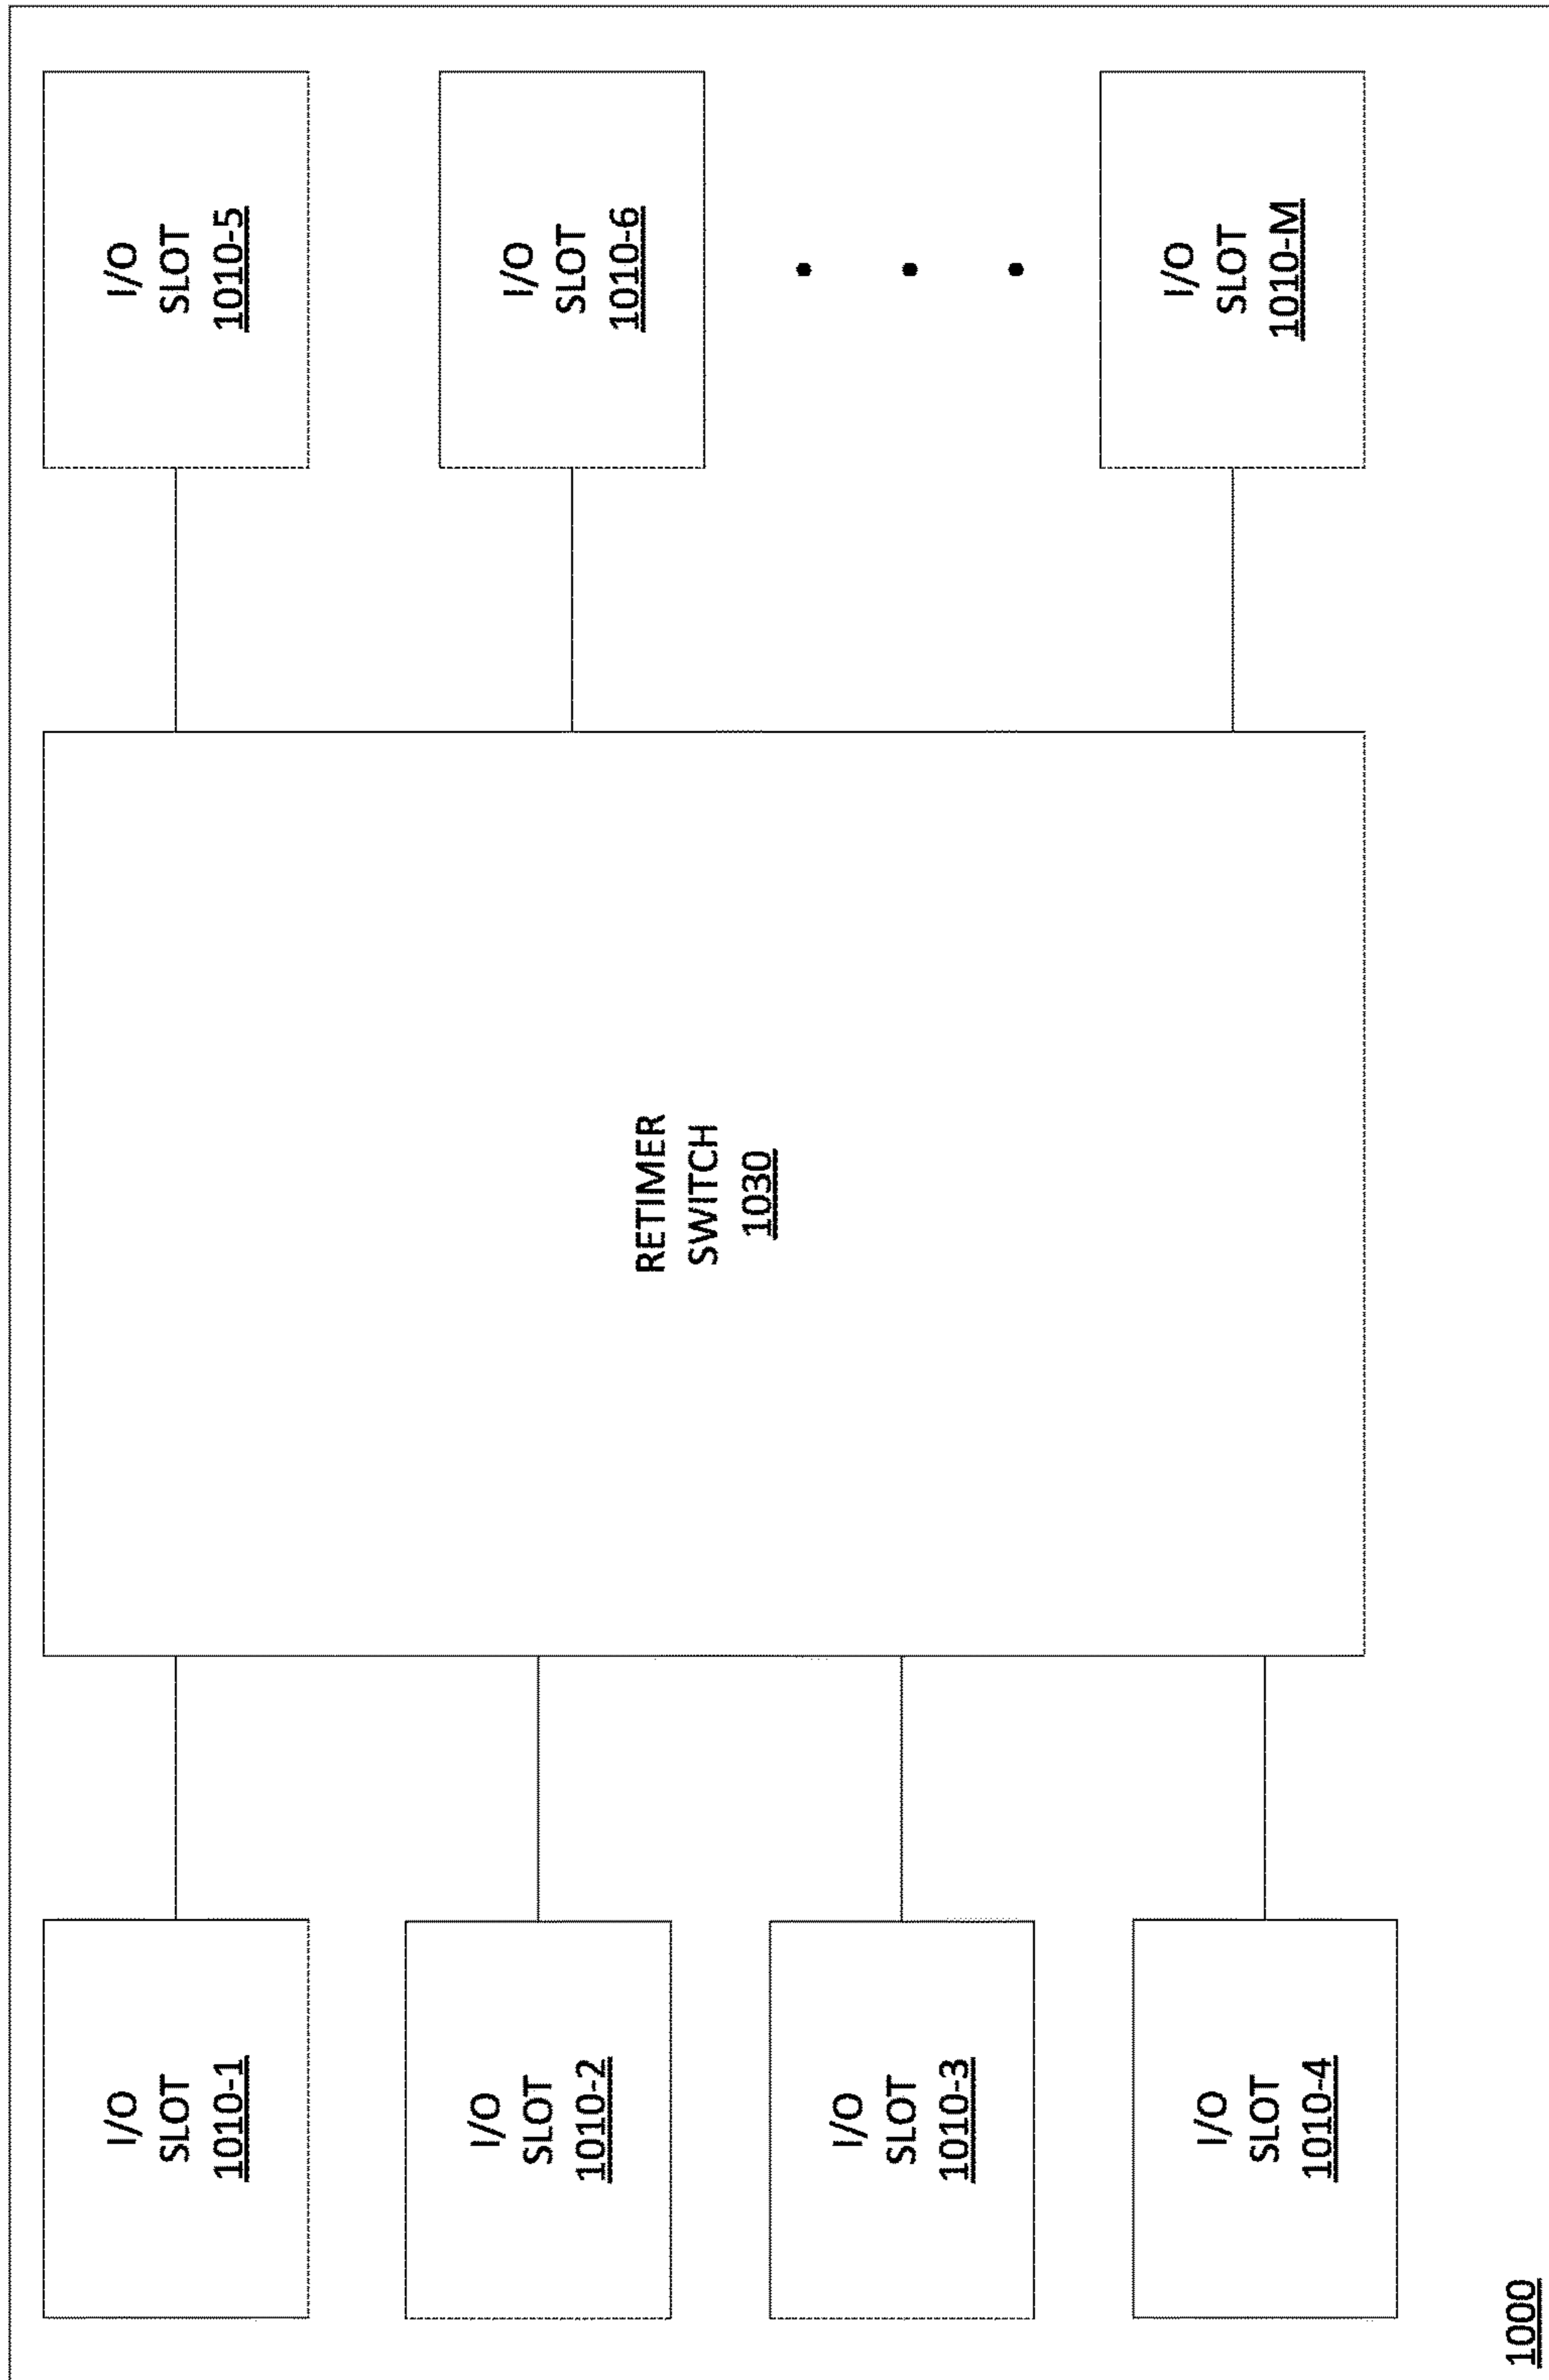 I/O
SLOT
1010-1
I/O
SLOT
1010-2
I/O
SLOT
1010-3
I/O
SLOT
1010-4
RETIMER
SWITCH
1030
I/O
SLOT
1010-5
I/O
SLOT
1010-6
I/O
SLOT
1010-M
1000